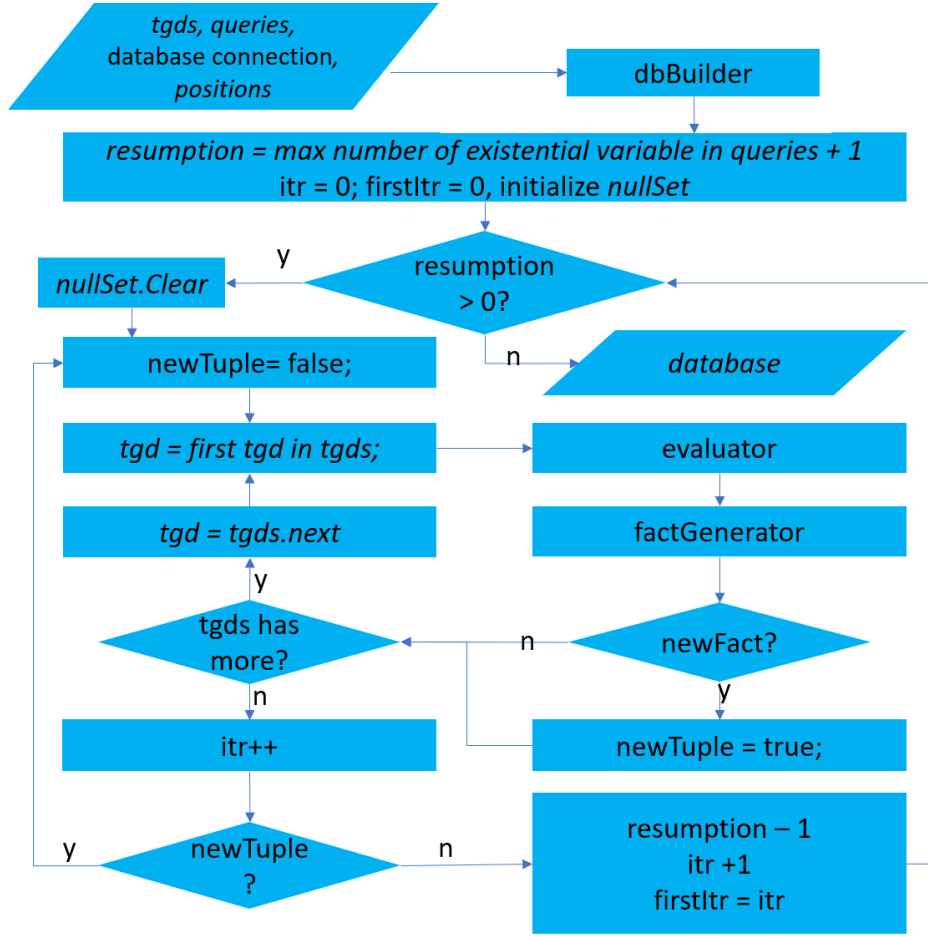 tgds, queries,
database connection,
positions
dbBuilder
resumption = max number of existential variable in queries + 1
itr = 0; firstItr = 0, initialize nullSet
y
resumption
> 0?
nullSet.Clear
n
newTuple= false;
database
tgd = first tgd in tgds;
evaluator
tgd = tgds.next
factGenerator
y
tgds has
more?
n
newFact?
n
y
itr++
newTuple = true;
newTuple
?
y
n
resumption – 1
itr +1
firstItr = itr